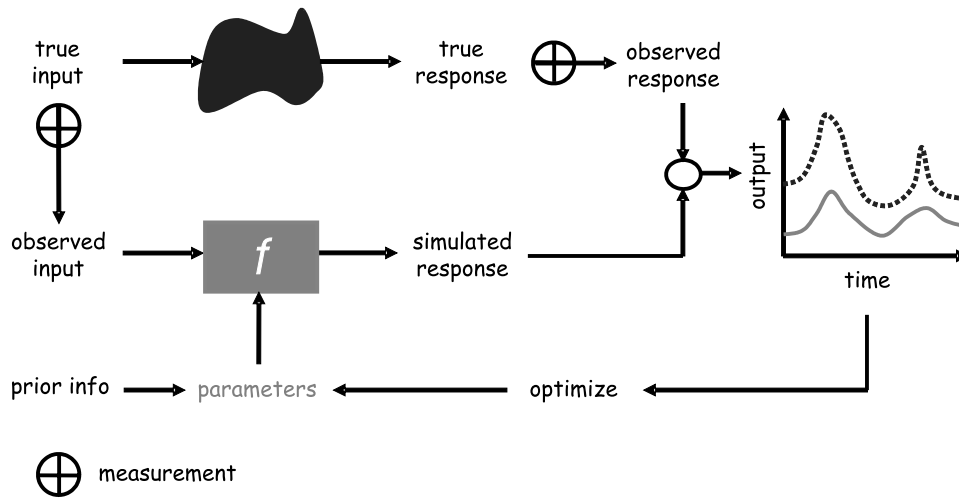 true
input
true
response
observed
response
output
time
observed
input
f
simulated
response
prior info
parameters
optimize
measurement